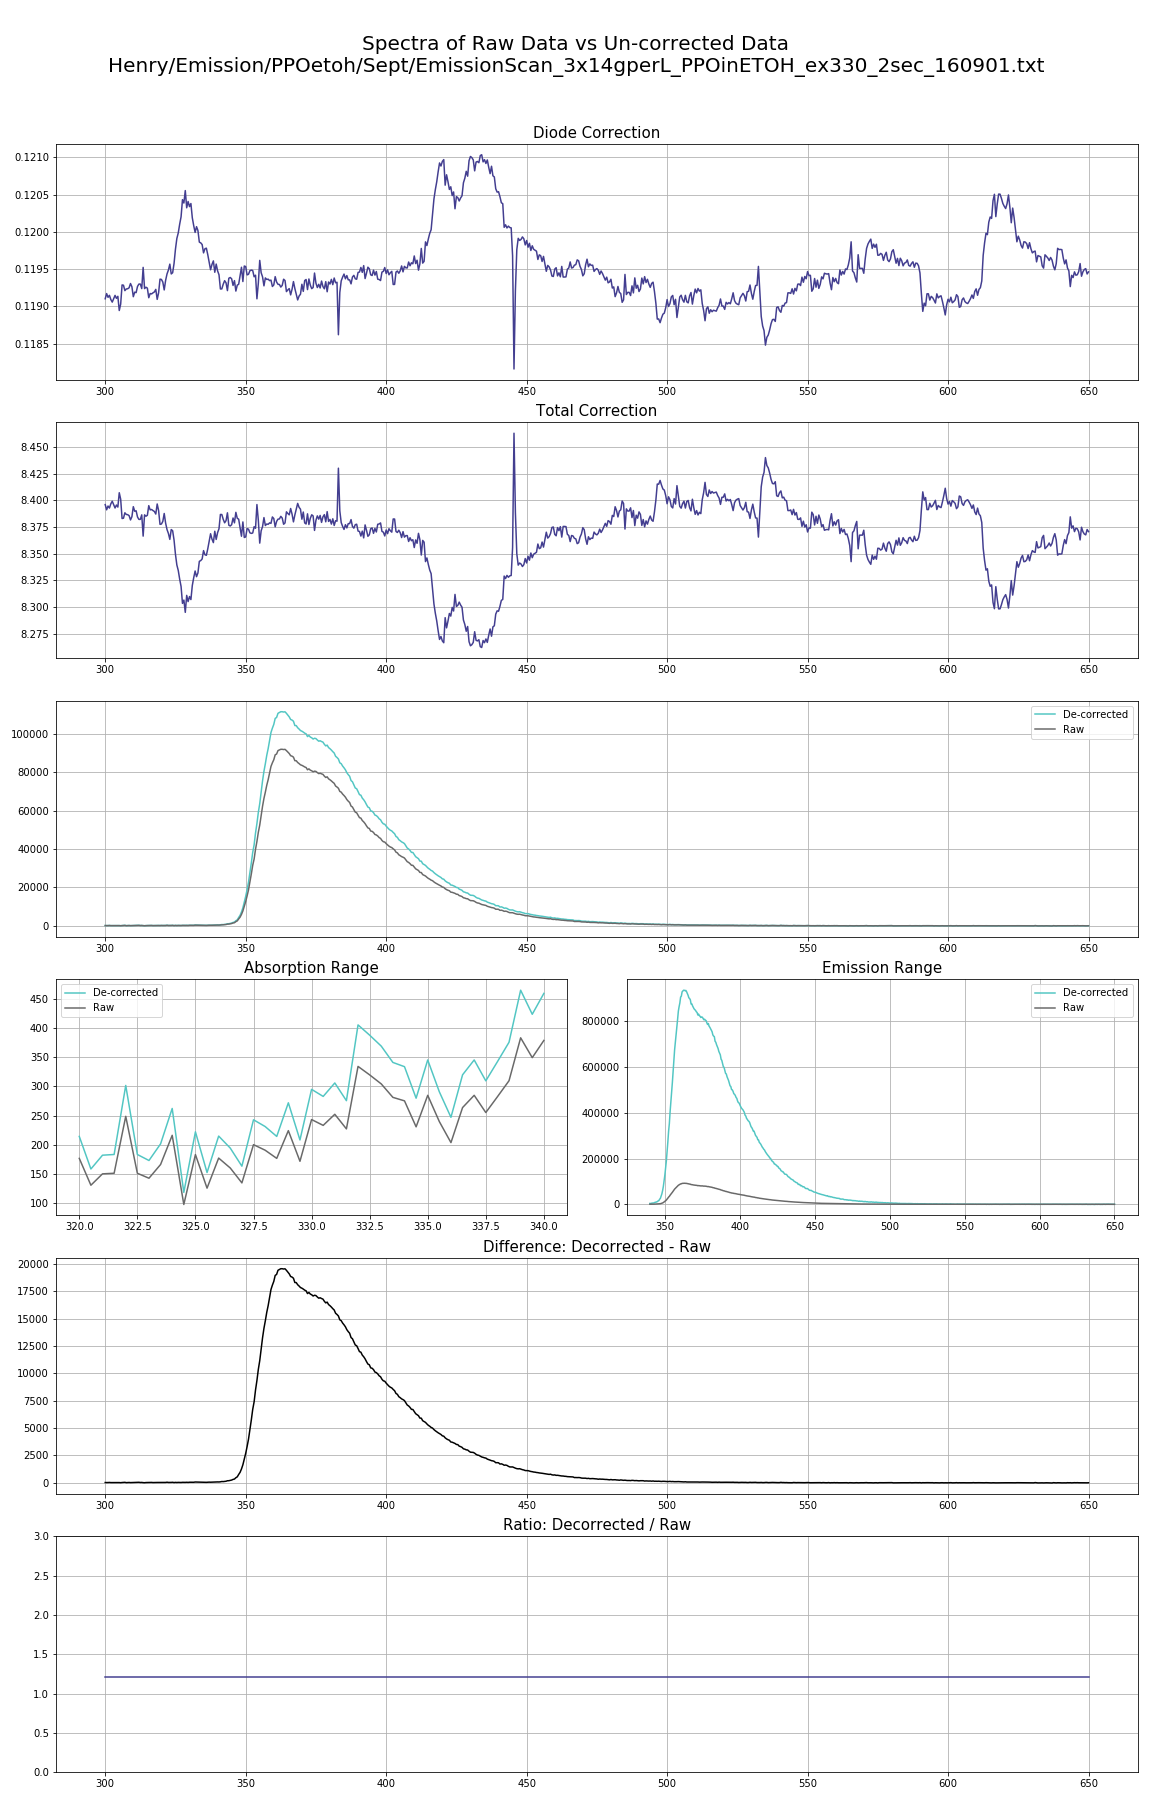 Spectra of Raw Data vs Un-corrected Data
Henry/Emission/PPOetoh/Sept/EmissionScan_3x14gperL_PPOinETOH_ex330_2sec_160901.txt
Diode Correction
0.1210
0.1205
0.1200
0.1195
0.1190
0.1185
300 350 400 450 500 550 600 650
Total Correction
8.450
8.425
8.400
8.375
8.350
8.325
8.300
8.275
300 350 400 450 500 550 600 650
De-corrected
Raw
100000
80000
60000
40000
20000
0
300 350 400 450 500 550 600 650
Absorption Range
De-corrected
Raw
450
400
350
300
250
200
150
100
320.0 322.5 325.0 327.5 330.0 332.5 335.0 337.5 340.0
Emission Range
De-corrected
Raw
800000
600000
400000
200000
0
350 400 450 500 550 600 650
Difference: Decorrected - Raw
20000
17500
15000
12500
10000
7500
5000
2500
0
300 350 400 450 500 550 600 650
Ratio: Decorrected / Raw
3.0
2.5
2.0
1.5
1.0
0.5
0.0
300 350 400 450 500 550 600 650